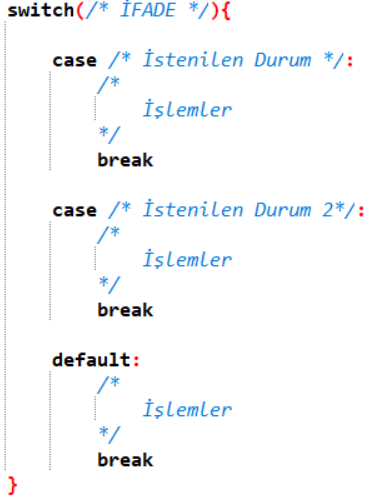 switch(/* İFADE */){
case /* İstenilen Durum */:
/*
İşlemler
*/
break
case /* İstenilen Durum 2*/:
/*
İşlemler
*/
break
default:
/*
İşlemler
*/
break
}